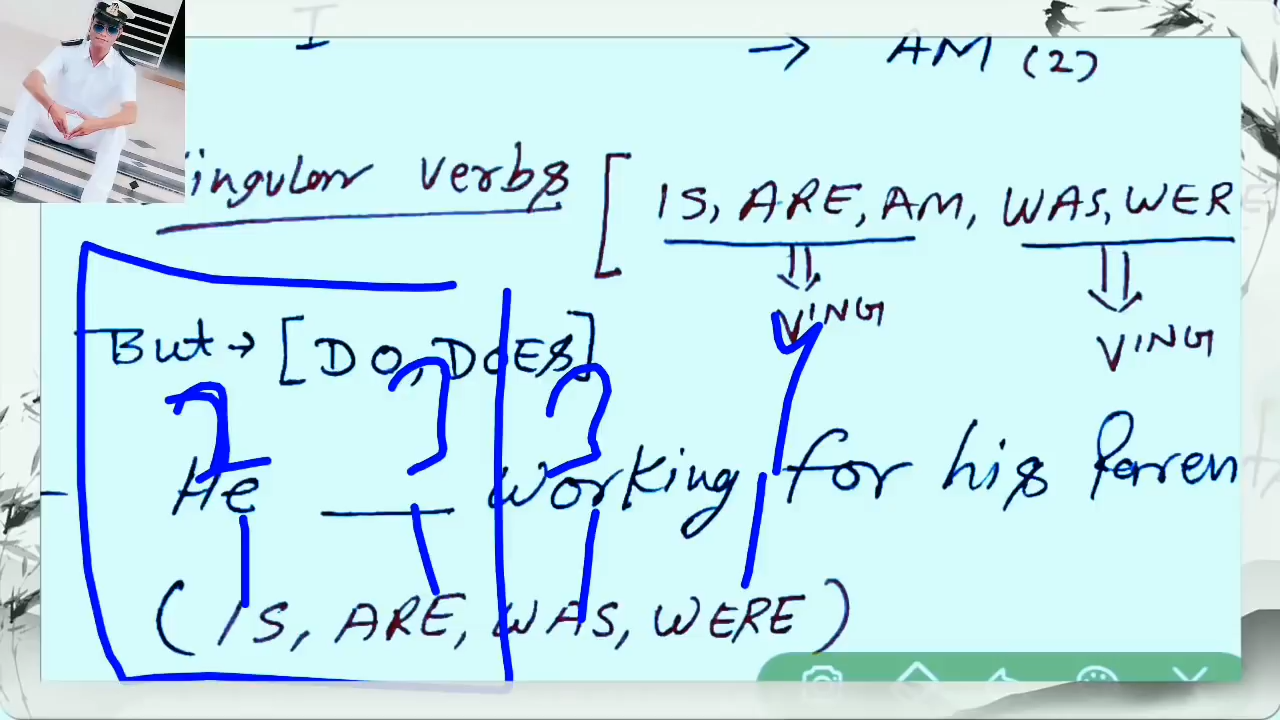 I → AM (2)
singular verbs [ IS, ARE, AM, WAS, WER
VING VING
But → [DO, DOES]
He ___ working for his Paren
(IS, ARE, WAS, WERE)